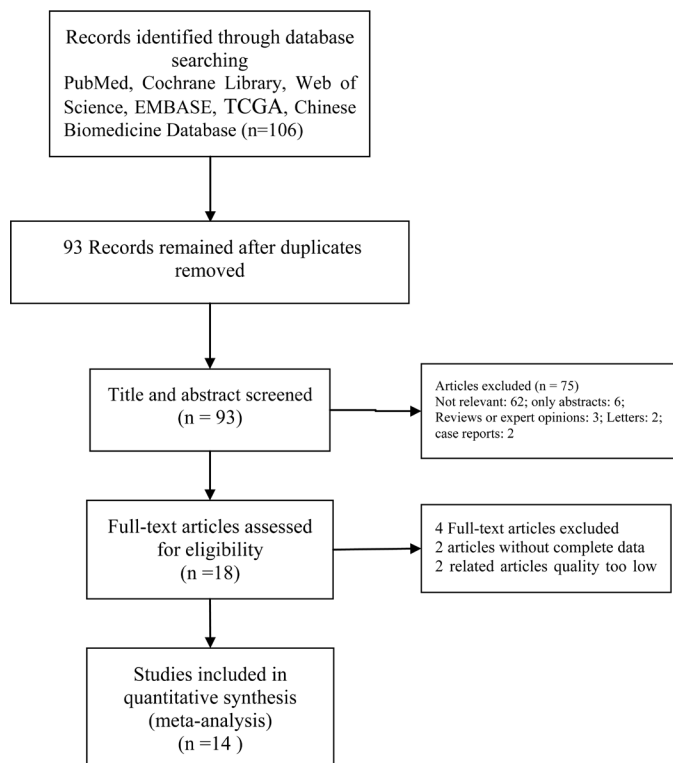 Records identified through database
searching
PubMed, Cochrane Library, Web of
Science, EMBASE, TCGA, Chinese
Biomedicine Database (n=106)
93 Records remained after duplicates
removed
Title and abstract screened
(n = 93)
Articles excluded (n = 75)
Not relevant: 62; only abstracts: 6;
Reviews or expert opinions: 3; Letters: 2;
case reports: 2
Full-text articles assessed
for eligibility
(n =18)
4 Full-text articles excluded
2 articles without complete data
2 related articles quality too low
Studies included in
quantitative synthesis
(meta-analysis)
(n =14 )